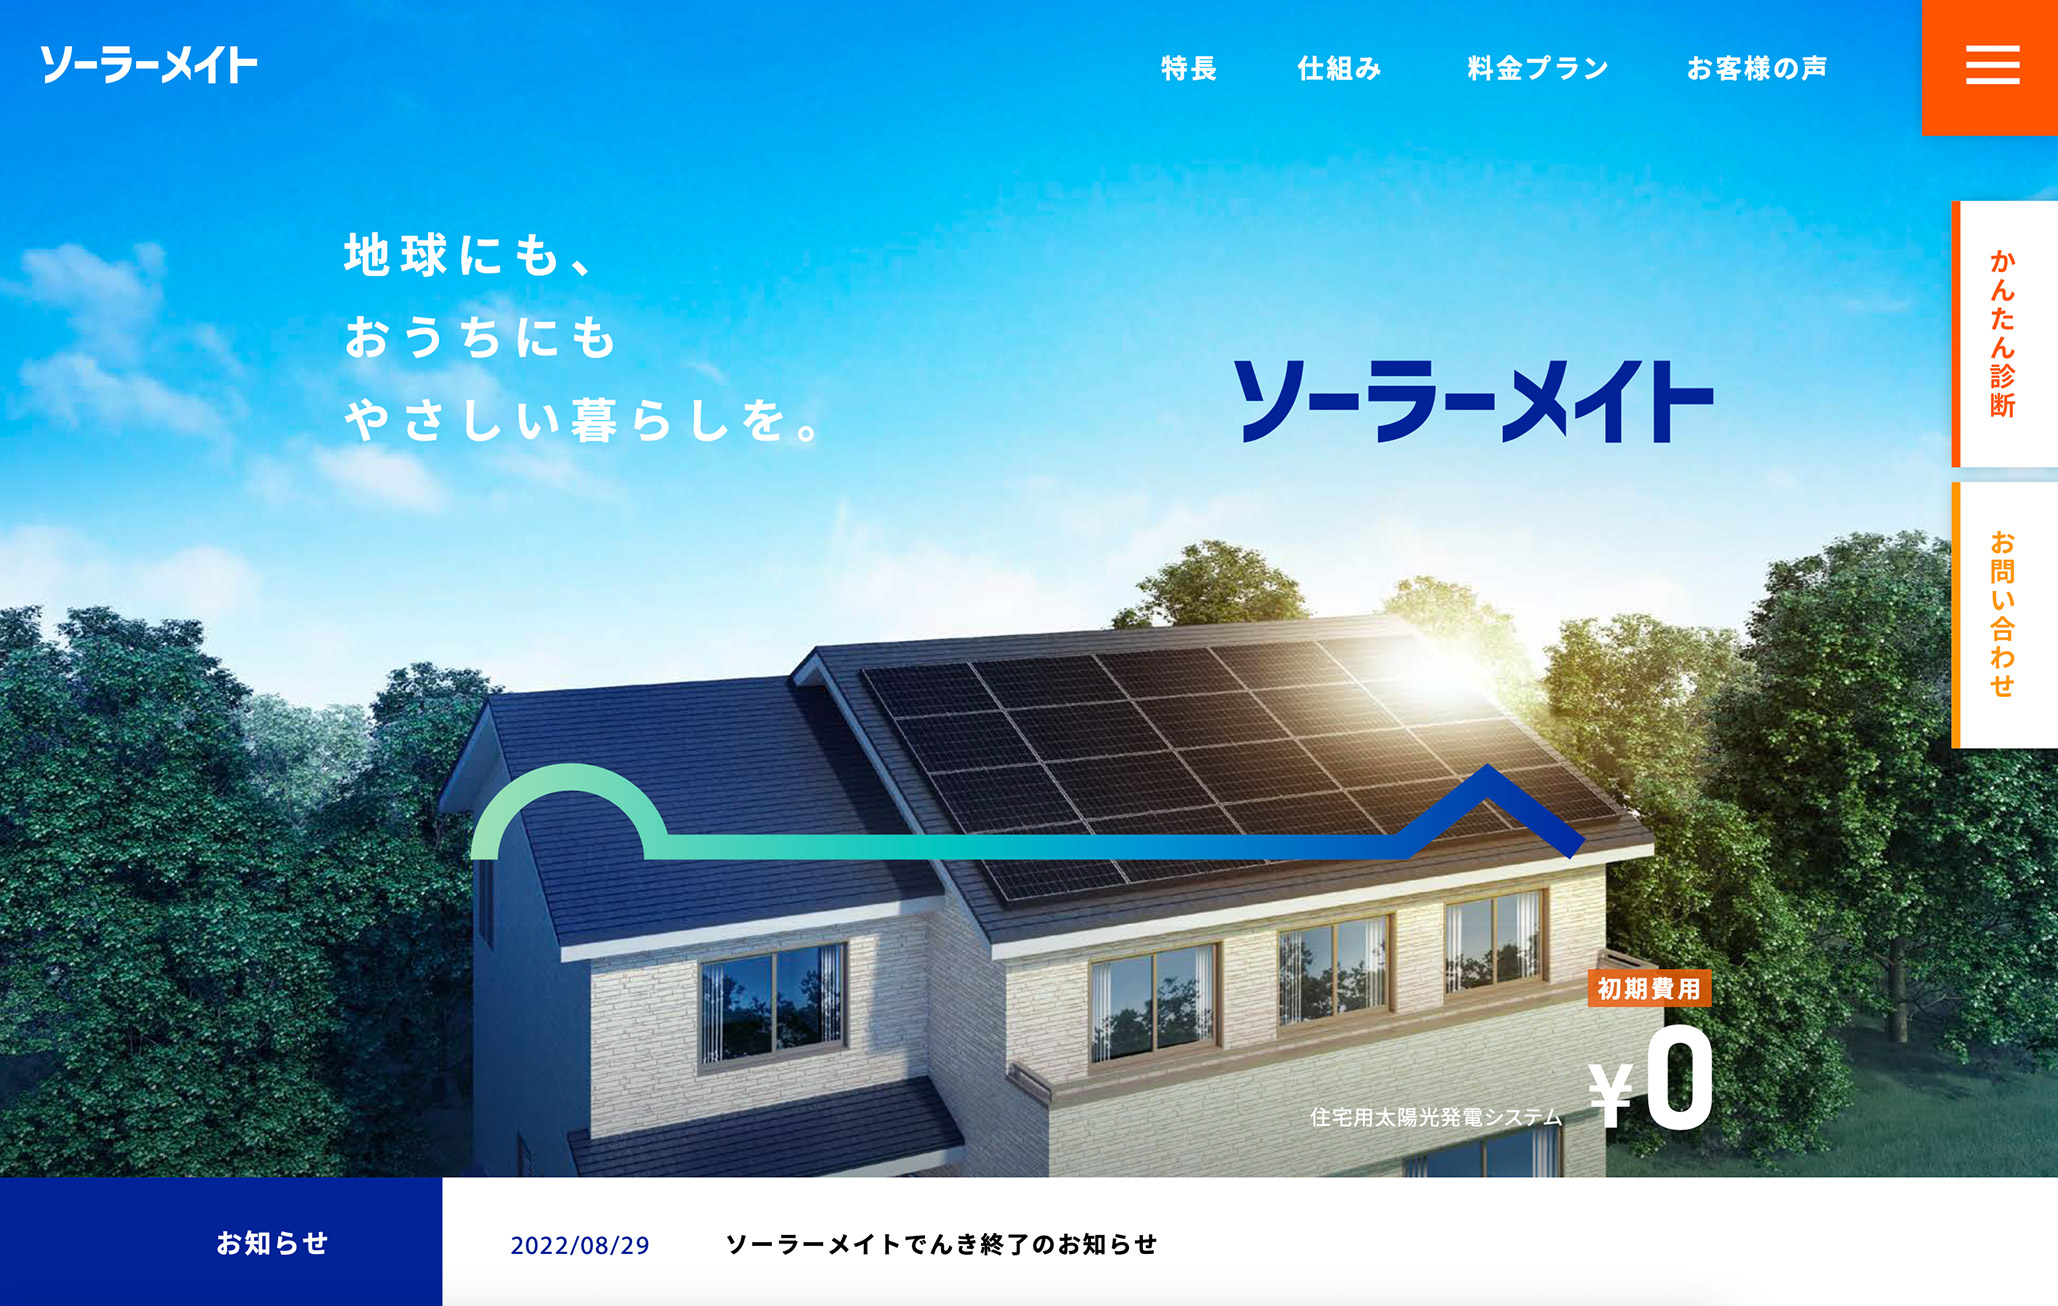 ソーラーメイト
特長
仕組み
料金プラン
お客様の声
地球にも、
おうちにも
やさしい暮らしを。
ソーラーメイト
かんたん診断
お問い合わせ
初期費用
住宅用太陽光発電システム ¥0
お知らせ
2022/08/29 ソーラーメイトでんき終了のお知らせ